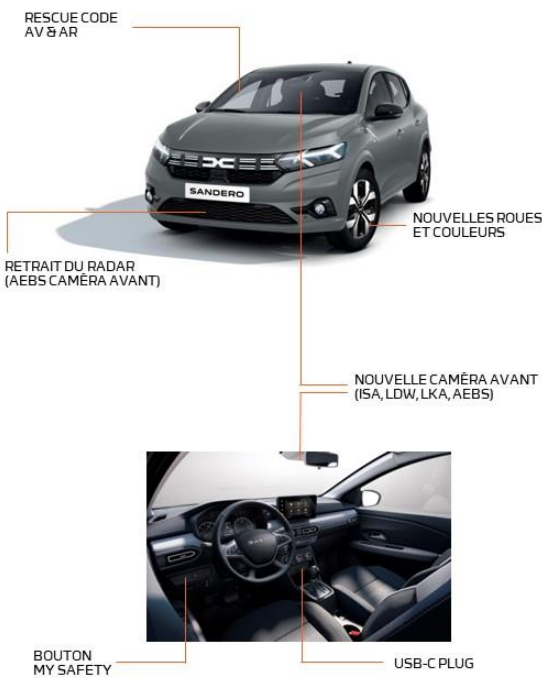 RESCUE CODE
AV & AR
SANDERO
NOUVELLES ROUES
ET COULEURS
RETRAIT DU RADAR
(AEBS CAMÉRA AVANT)
NOUVELLE CAMÉRA AVANT
(ISA, LDW, LKA, AEBS)
BOUTON
MY SAFETY
USB-C PLUG